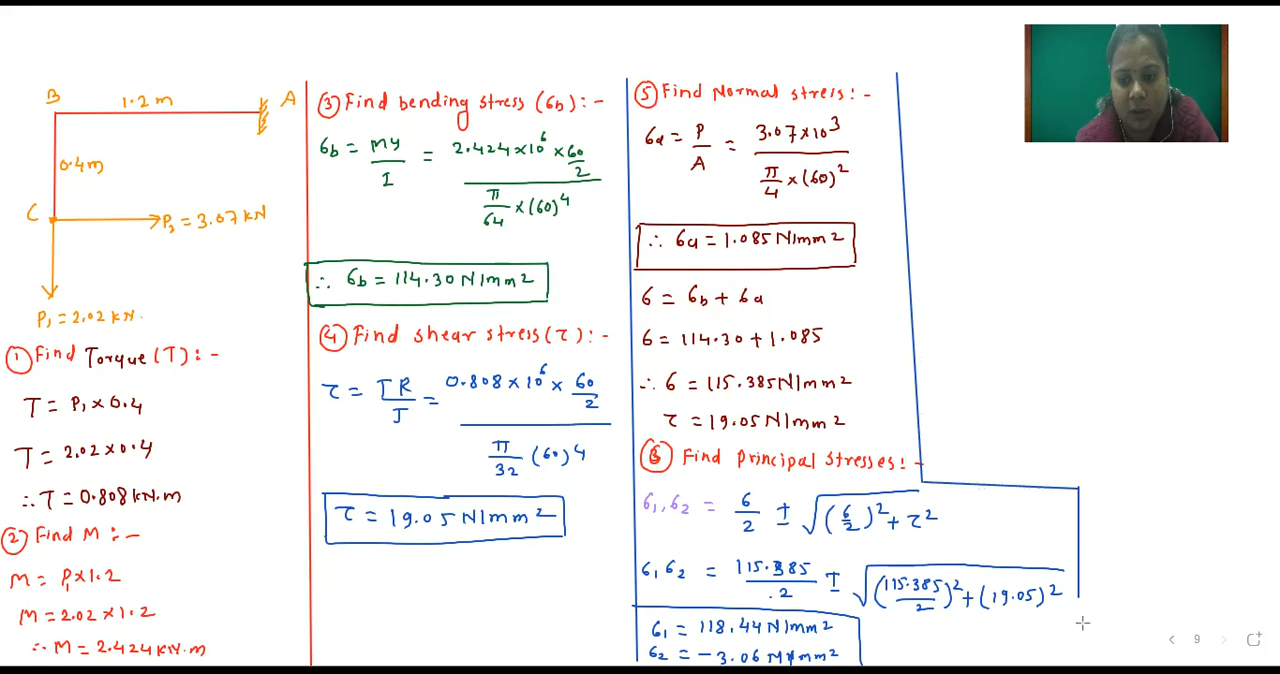 B
1.2 m
A
0.4m
C
P2 = 3.07 kN
P1 = 2.02 kN.
① Find Torque (T) : -
T = P1 × 0.4
T = 2.02 × 0.4
∴ T = 0.808 kN.m
② Find M : -
M = P1 × 1.2
M = 2.02 × 1.2
∴ M = 2.424 kN.m
③ Find bending stress (σb) : -
σb = My / I = 2.424 × 10^6 × 60/2 / π/64 × (60)^4
∴ σb = 114.30 N/mm2
④ Find shear stress (τ) : -
τ = TR / J = 0.808 × 10^6 × 60/2 / π/32 (60)^4
τ = 19.05 N/mm2
⑤ Find Normal stress : -
σa = P / A = 3.07 × 10^3 / π/4 × (60)^2
∴ σa = 1.085 N/mm2
σ = σb + σa
σ = 114.30 + 1.085
∴ σ = 115.385 N/mm2
τ = 19.05 N/mm2
⑥ Find Principal stresses : -
σ1, σ2 = σ/2 ± √(σ/2)^2 + τ^2
σ1, σ2 = 115.385/2 ± √(115.385/2)^2 + (19.05)^2
σ1 = 118.44 N/mm2
σ2 = -3.06 N/mm2
9